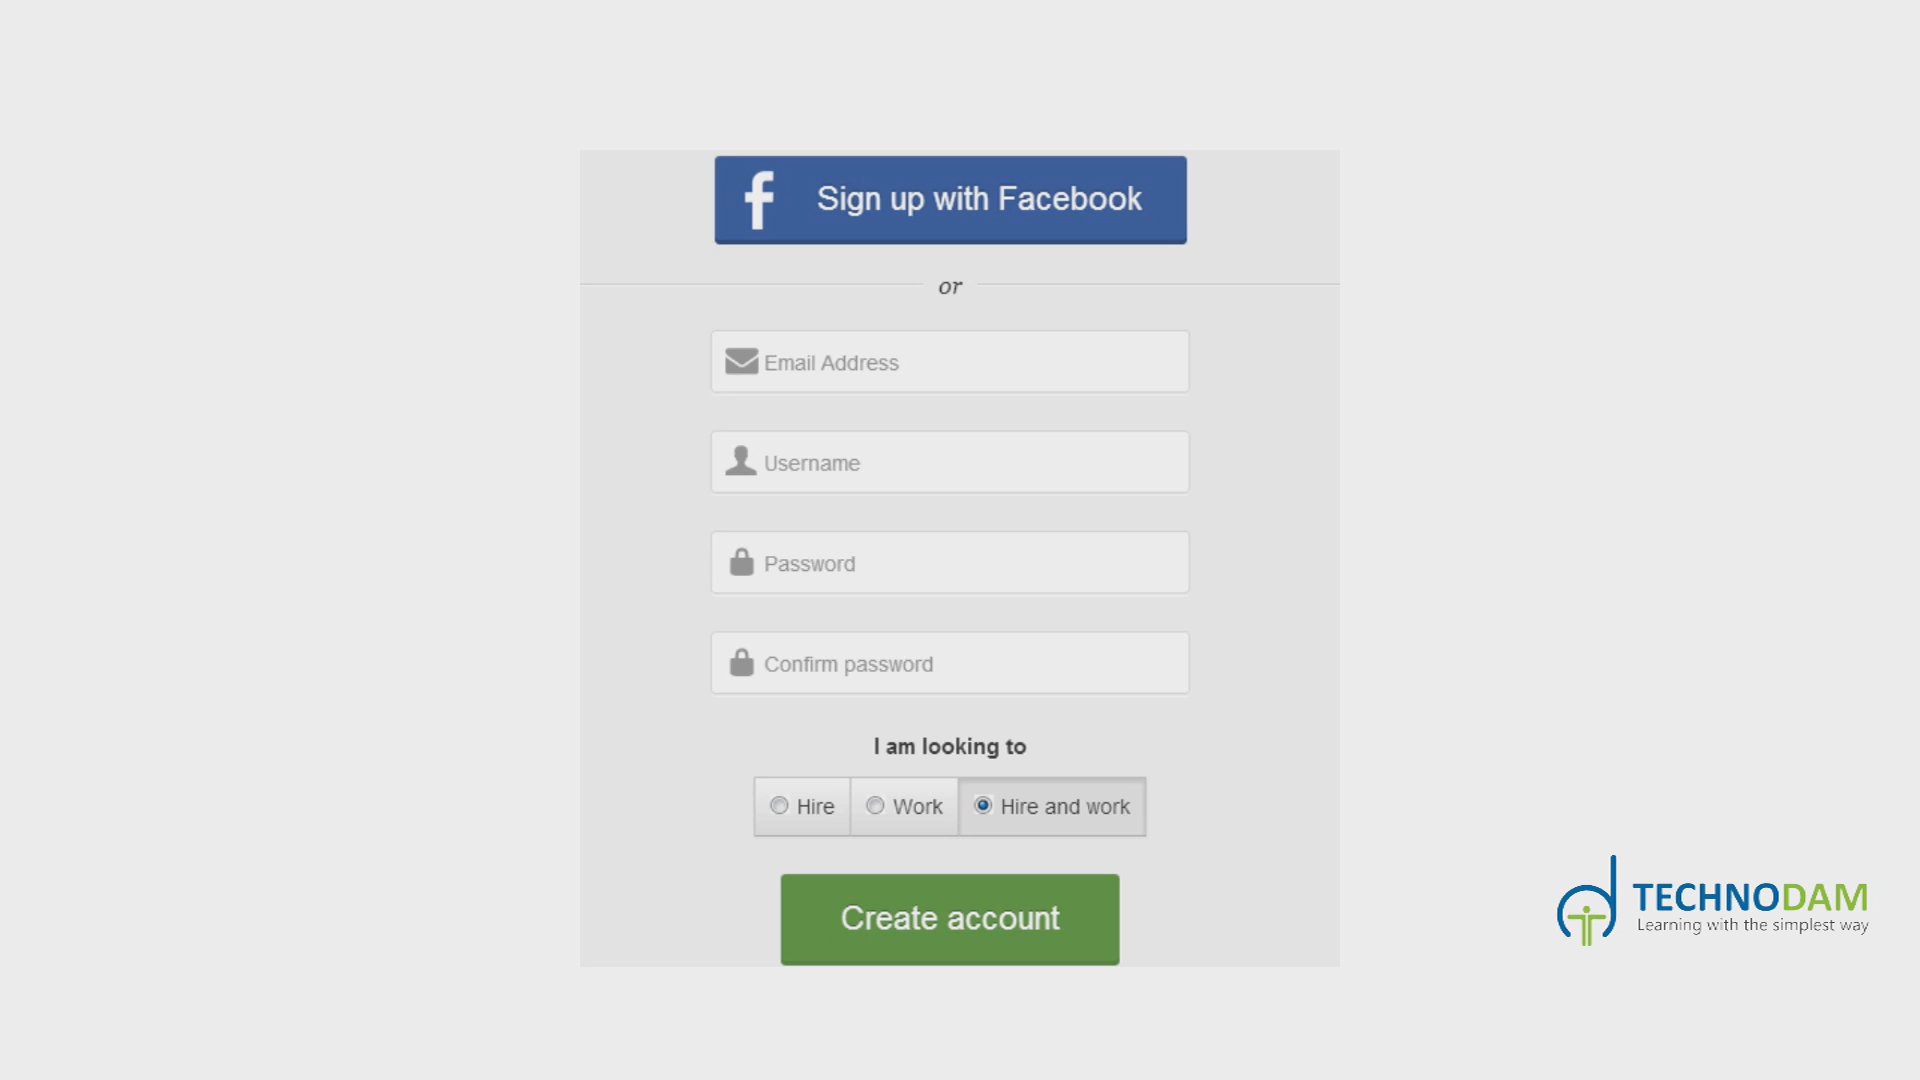 Sign up with Facebook
or
Email Address
Username
Password
Confirm password
I am looking to
Hire Work Hire and work
Create account
TECHNODAM
Learning with the simplest way